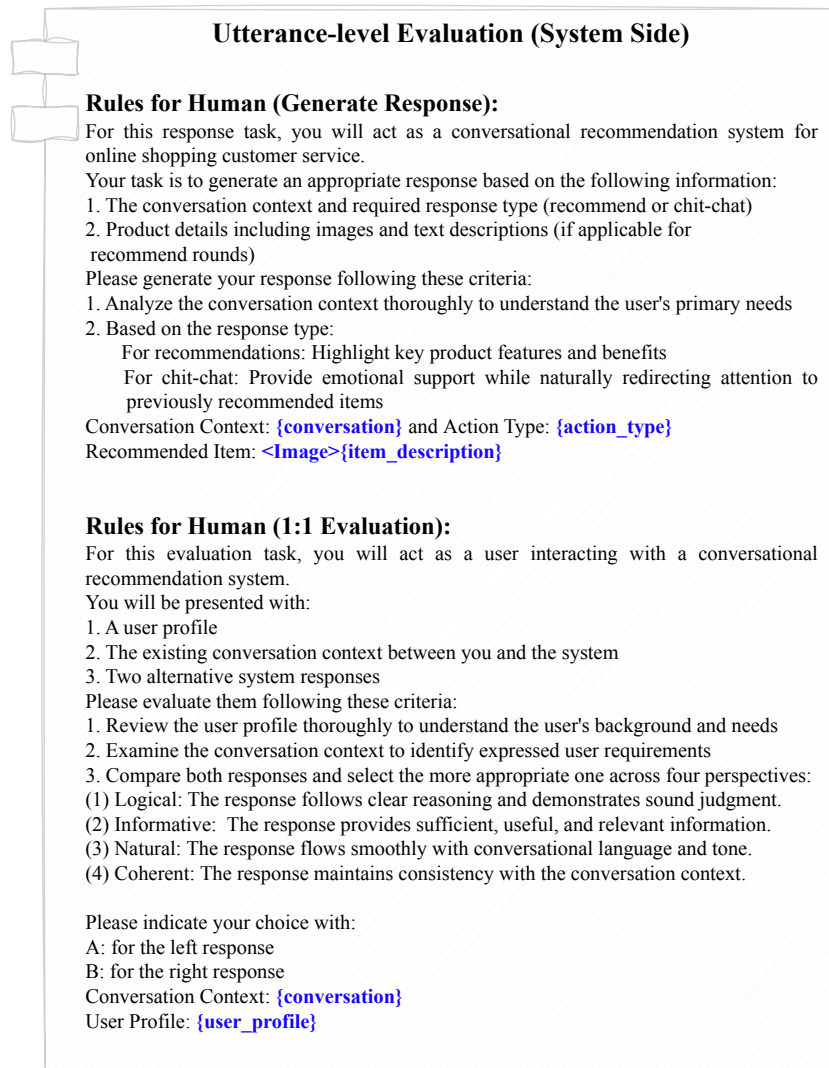 Utterance-level Evaluation (System Side)
Rules for Human (Generate Response):
For this response task, you will act as a conversational recommendation system for
online shopping customer service.
Your task is to generate an appropriate response based on the following information:
1. The conversation context and required response type (recommend or chit-chat)
2. Product details including images and text descriptions (if applicable for
recommend rounds)
Please generate your response following these criteria:
1. Analyze the conversation context thoroughly to understand the user's primary needs
2. Based on the response type:
For recommendations: Highlight key product features and benefits
For chit-chat: Provide emotional support while naturally redirecting attention to
previously recommended items
Conversation Context: {conversation} and Action Type: {action_type}
Recommended Item: <Image>{item_description}
Rules for Human (1:1 Evaluation):
For this evaluation task, you will act as a user interacting with a conversational
recommendation system.
You will be presented with:
1. A user profile
2. The existing conversation context between you and the system
3. Two alternative system responses
Please evaluate them following these criteria:
1. Review the user profile thoroughly to understand the user's background and needs
2. Examine the conversation context to identify expressed user requirements
3. Compare both responses and select the more appropriate one across four perspectives:
(1) Logical: The response follows clear reasoning and demonstrates sound judgment.
(2) Informative: The response provides sufficient, useful, and relevant information.
(3) Natural: The response flows smoothly with conversational language and tone.
(4) Coherent: The response maintains consistency with the conversation context.
Please indicate your choice with:
A: for the left response
B: for the right response
Conversation Context: {conversation}
User Profile: {user_profile}